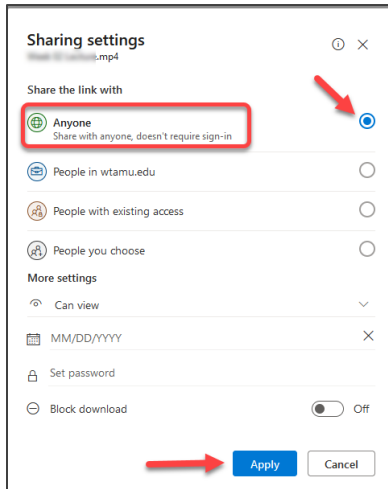 Sharing settings
.mp4
Share the link with
Anyone
Share with anyone, doesn't require sign-in
People in wtamu.edu
People with existing access
People you choose
More settings
Can view
MM/DD/YYYY
Set password
Block download
Off
Apply
Cancel